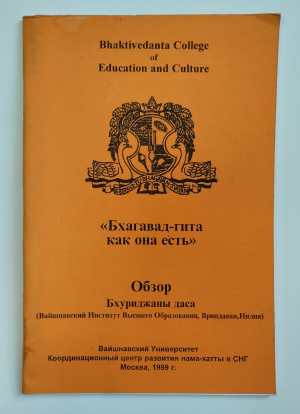 Bhaktivedanta College
of
Education and Culture
«Бхагавад-гита
как она есть»
Обзор
Бхуриджаны даса
(Вайшнавский Институт Высшего Образования, Вриндаван,Индия)
Вайшнавский Университет
Координационный центр развития нама-хатты в СНГ
Москва, 1999 г.